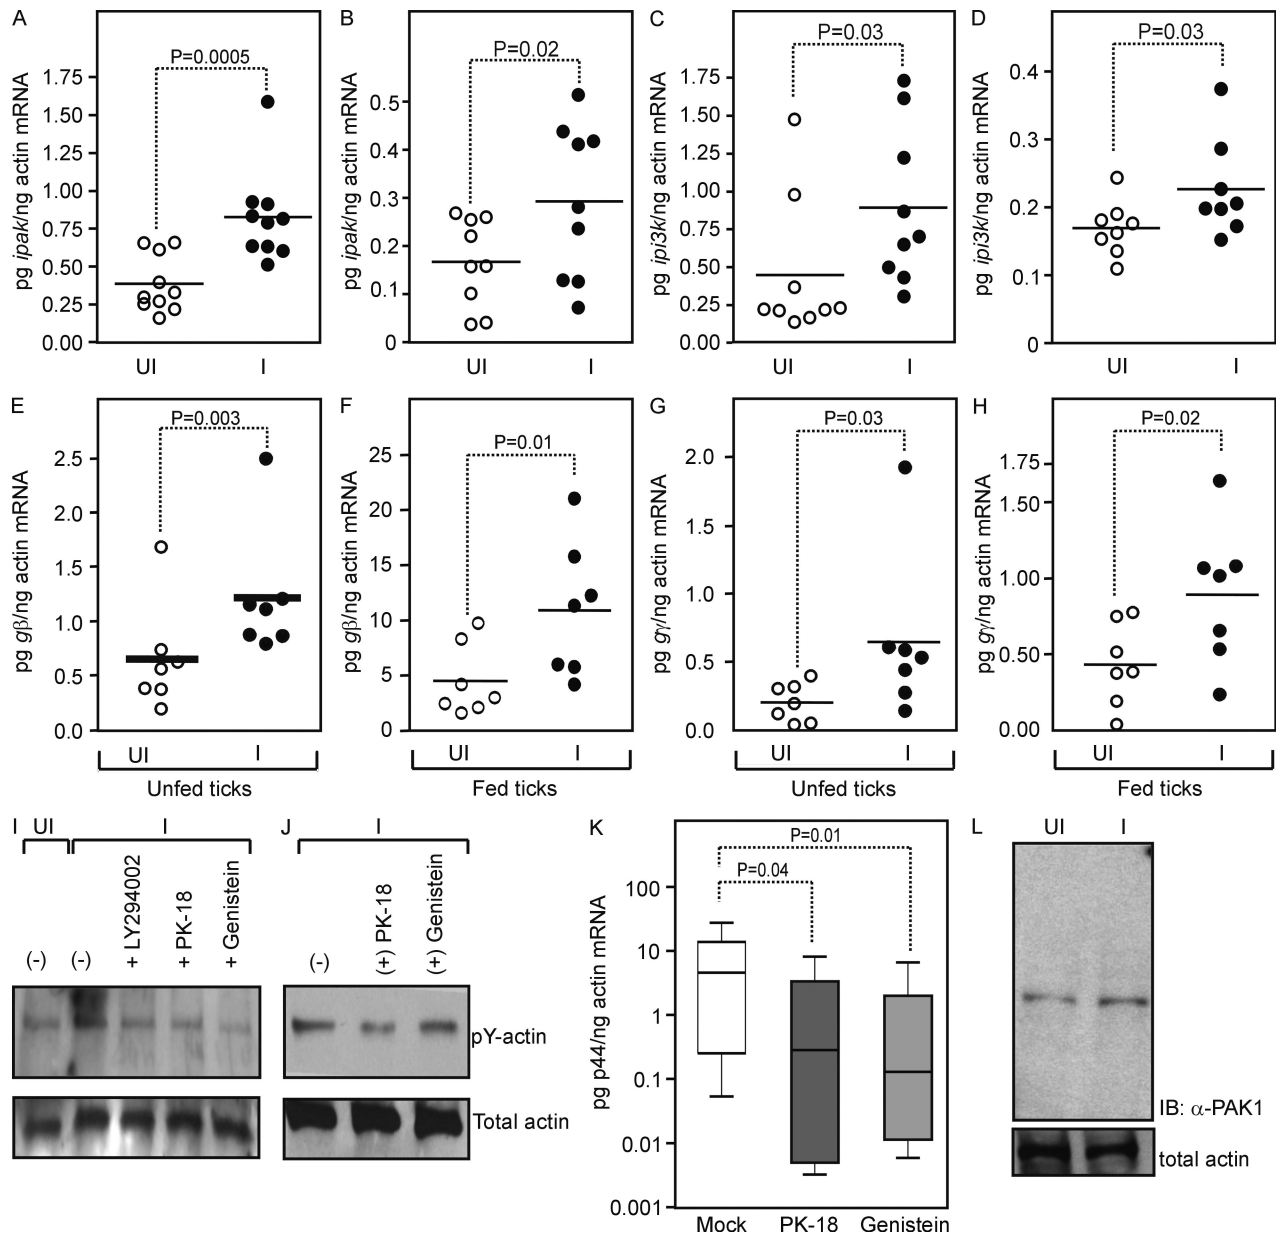 A
P=0.0005
pg ipak/ng actin mRNA
1.75
1.50
1.25
1.00
0.75
0.50
0.25
0.00
UI I
B
P=0.02
pg ipak/ng actin mRNA
0.5
0.4
0.3
0.2
0.1
0
UI I
C
P=0.03
pg ipi3k/ng actin mRNA
1.75
1.50
1.25
1.00
0.75
0.50
0.25
0.00
UI I
D
P=0.03
pg ipi3k/ng actin mRNA
0.4
0.3
0.2
0.1
0
UI I
E
P=0.003
pg gβ/ng actin mRNA
2.5
2.0
1.5
1.0
0.5
0.0
UI I
Unfed ticks
F
P=0.01
pg gβ/ng actin mRNA
25
20
15
10
5
0
UI I
Fed ticks
G
P=0.03
pg gγ/ng actin mRNA
2.0
1.5
1.0
0.5
0.0
UI I
Unfed ticks
H
P=0.02
pg gγ/ng actin mRNA
1.75
1.50
1.00
0.50
0.00
UI I
Fed ticks
I
UI I
(-)
(-)
+ LY294002
+ PK-18
+ Genistein
J
I
(-)
(+) PK-18
(+) Genistein
pY-actin
Total actin
K
P=0.01
P=0.04
pg p44/ng actin mRNA
100
10
1
0.1
0.01
0.001
Mock PK-18 Genistein
L
UI I
IB: α-PAK1
total actin